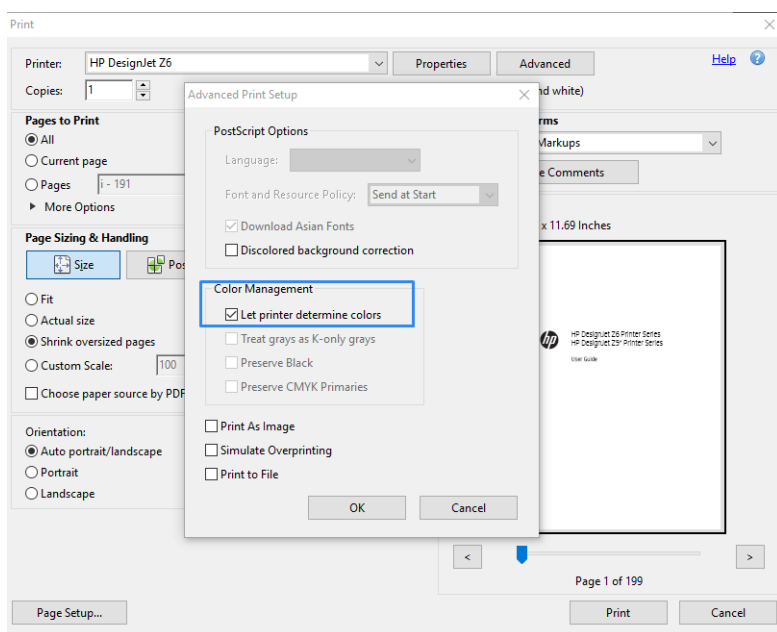 Print
Printer: HP DesignJet Z6 Properties Advanced Help ?
Copies: 1 nd white)
Advanced Print Setup
Pages to Print
All
Current page
Pages i - 191
More Options
Page Sizing & Handling
Size Pos
Fit
Actual size
Shrink oversized pages
Custom Scale: 100
Choose paper source by PDF
Orientation:
Auto portrait/landscape
Portrait
Landscape
PostScript Options
Language:
Font and Resource Policy: Send at Start
Download Asian Fonts
Discolored background correction
Color Management
Let printer determine colors
Treat grays as K-only grays
Preserve Black
Preserve CMYK Primaries
Print As Image
Simulate Overprinting
Print to File
OK Cancel
rms
Markups
e Comments
x 11.69 Inches
hp
HP DesignJet Z6 Printer Series
HP DesignJet Z9⁺ Printer Series
User Guide
< >
Page 1 of 199
Page Setup... Print Cancel